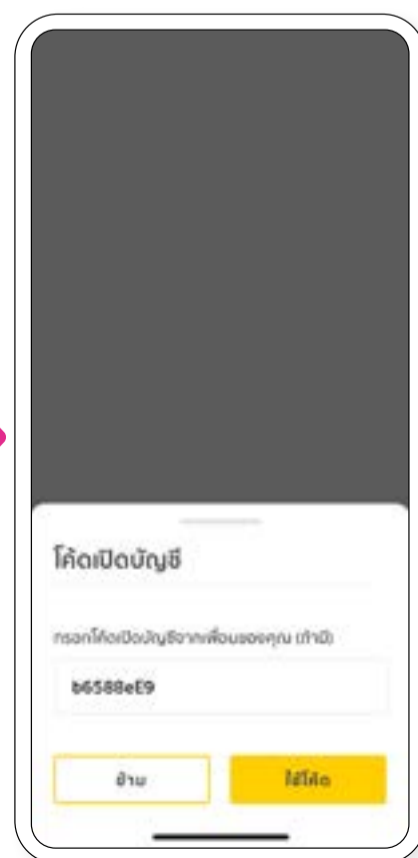 โค้ดเปิดบัญชี
กรอกโค้ดเปิดบัญชีจากเพื่อนของคุณ (ถ้ามี)
b6588eE9
ข้าม
ใช้โค้ด